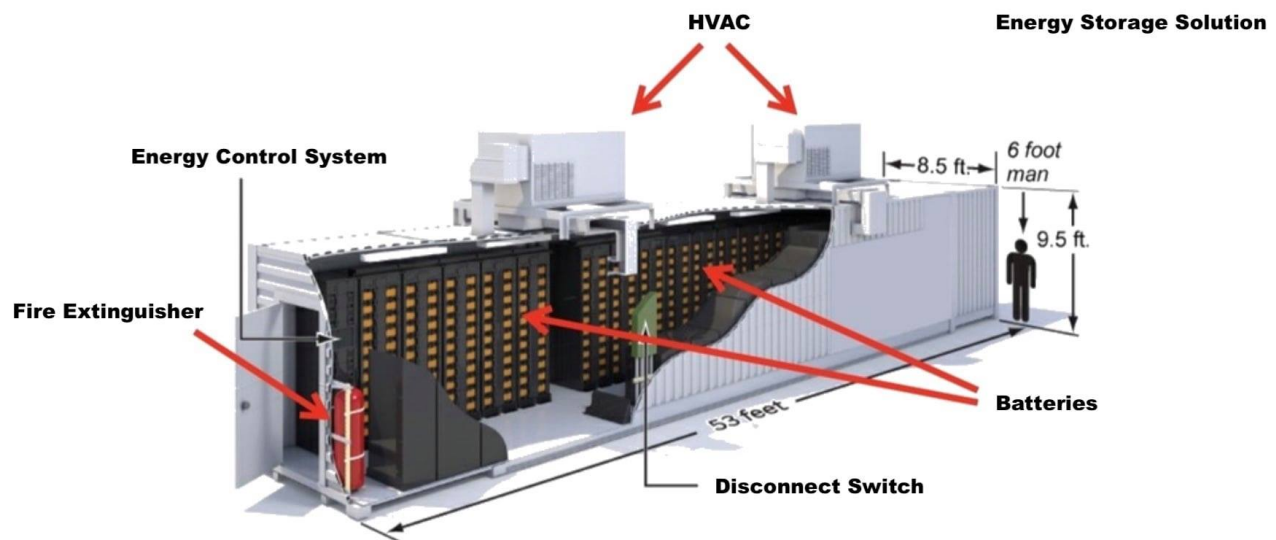 HVAC
Energy Storage Solution
Energy Control System
8.5 ft.
6 foot
man
9.5 ft.
Fire Extinguisher
Batteries
53 feet
Disconnect Switch